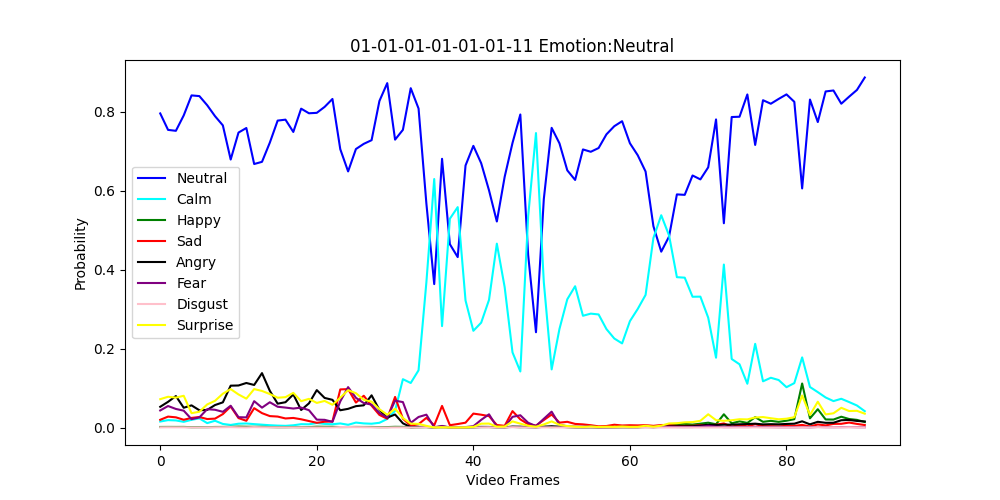 01-01-01-01-01-01-11 Emotion:Neutral
0.8
0.6
0.4
0.2
0.0
Probability
Neutral
Calm
Happy
Sad
Angry
Fear
Disgust
Surprise
0 20 40 60 80
Video Frames